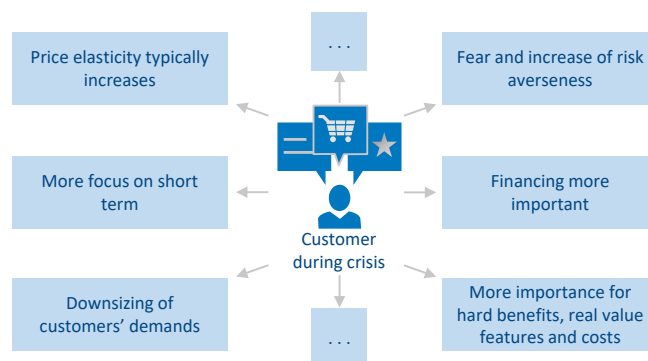 . . .
Price elasticity typically
increases
Fear and increase of risk
averseness
More focus on short
term
Financing more
important
Customer
during crisis
Downsizing of
customers’ demands
More importance for
hard benefits, real value
features and costs
. . .